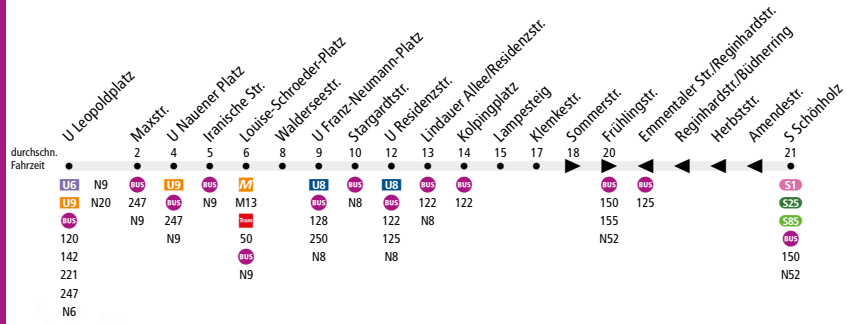 U Leopoldplatz
Maxstr.
U Nauener Platz
Iranische Str.
Louise-Schroeder-Platz
Walderseestr.
U Franz-Neumann-Platz
Stargardtstr.
U Residenzstr.
Lindauer Allee/Residenzstr.
Kolpingplatz
Lampesteig
Klemkestr.
Sommerstr.
Frühlingstr.
Emmentaler Str./Reginhardstr.
Reginhardtstr./Büdnerring
Herbststr.
Amendestr.
S Schönholz
durchschn. 2 4 5 6 8 9 10 12 13 14 15 17 18 20 21
Fahrzeit
U6 N9 BUS U9 BUS M U8 BUS U8 BUS BUS BUS BUS S1
U9 N20 247 BUS N9 M13 BUS N8 BUS 122 122 150 125 S25
BUS N9 247 Tram 128 122 N8 155 S85
120 N9 50 250 125 N52 BUS
142 BUS N8 N8 150
221 N9 N52
247
N6